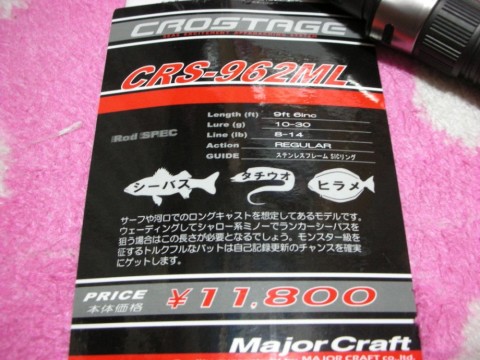 CROSTAGE
CRS-962ML
Rod SPEC
Length (ft) 9ft 6inc
Lure (g) 10-30
Line (lb) 8-14
Action REGULAR
GUIDE ステンレスフレーム SiCリング
シーバス タチウオ ヒラメ
サーフや河口でのロングキャストを想定してあるモデルです。
ウェーディングしてシャロー系ミノーでランカーシーバスを
狙う場合はこの長さが必要となるでしょう。モンスター級を
征するトルクフルなバットは自己記録更新のチャンスを確実
にゲットします。
PRICE
本体価格 ¥11,800
Major Craft
MAJOR CRAFT co.,ltd.